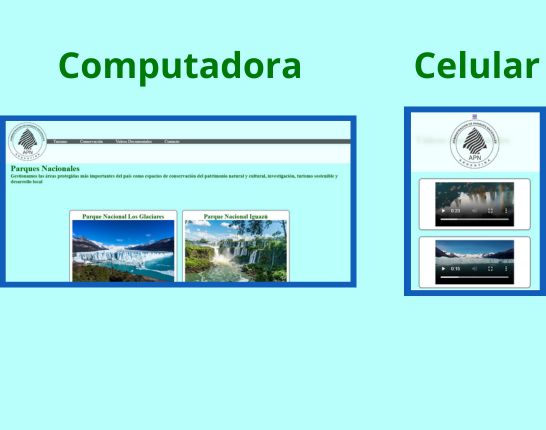 Computadora
Celular
APN
Turismo Conservación Videos Documentales Contacto
Parques Nacionales
Gestionamos las áreas protegidas más importantes del país como espacios de conservación del patrimonio natural y cultural, investigación, turismo sostenible y
desarrollo local
Parque Nacional Los Glaciares
Parque Nacional Iguazú
APN
ARGENTINA
0:23
0:15